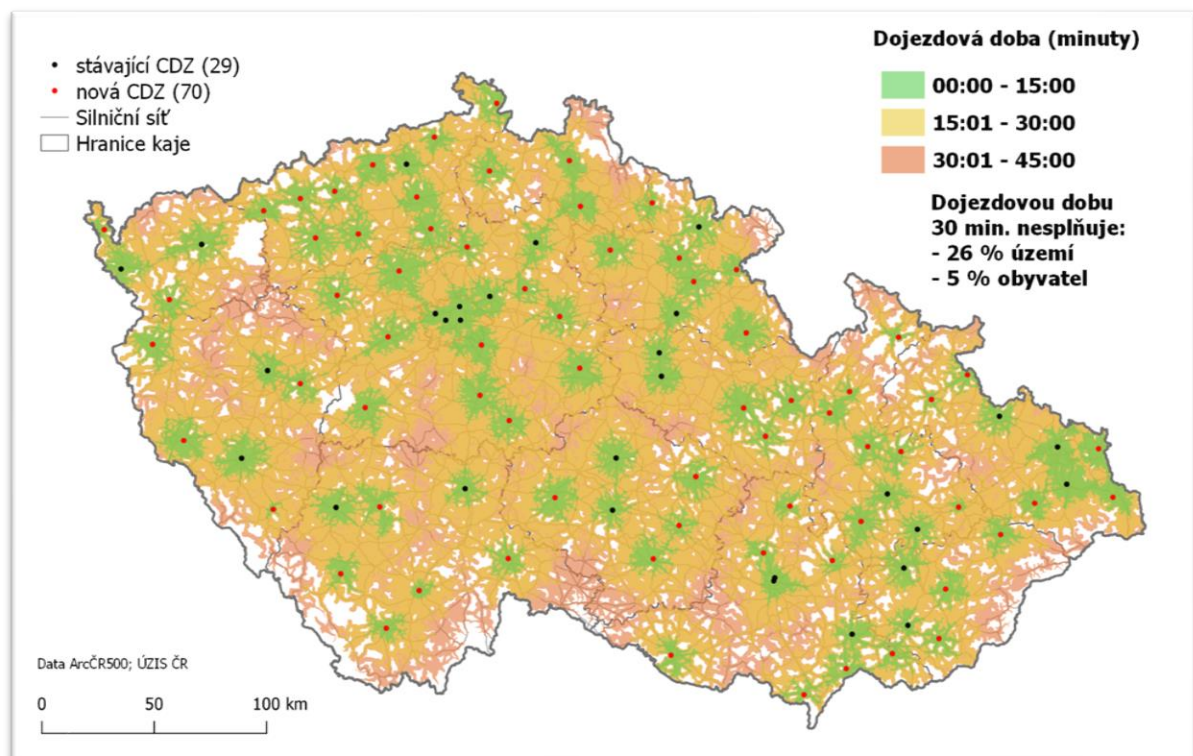 stávající CDZ (29)
nová CDZ (70)
Silniční síť
Hranice kaje
Dojezdová doba (minuty)
00:00 - 15:00
15:01 - 30:00
30:01 - 45:00
Dojezdovou dobu
30 min. nesplňuje:
- 26 % území
- 5 % obyvatel
Data ArcČR500; ÚZIS ČR
0 50 100 km